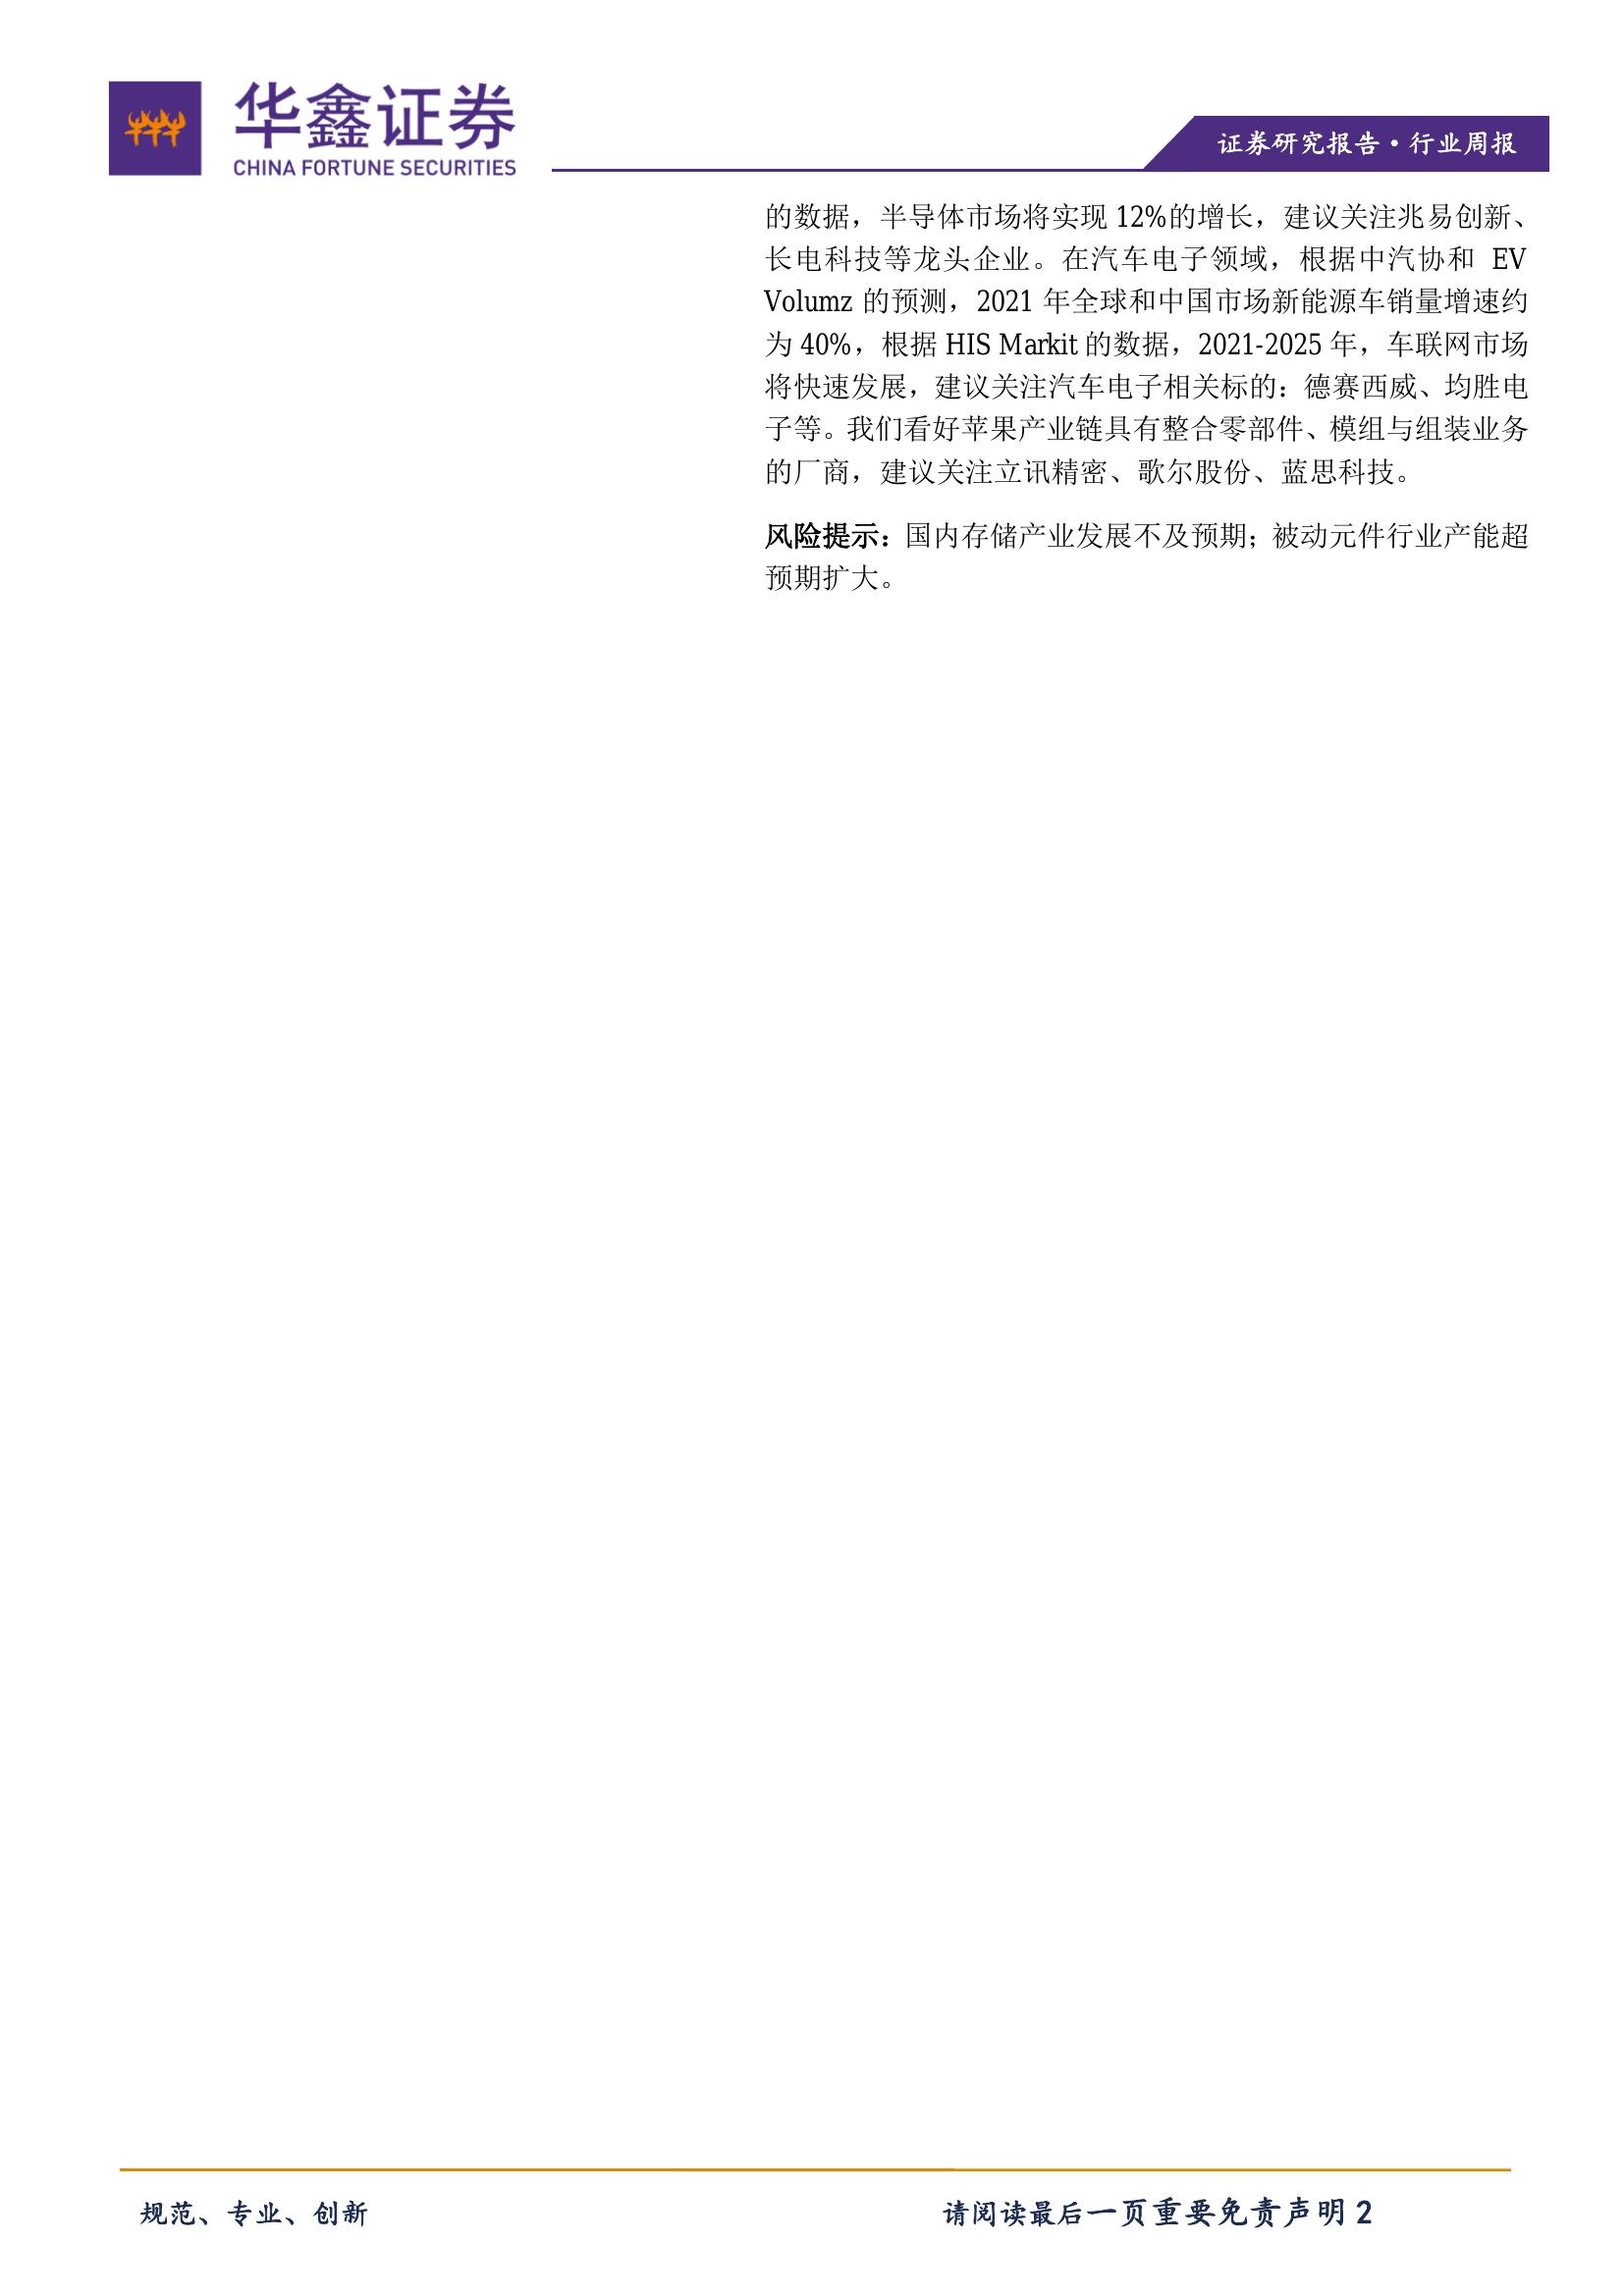 华鑫证券
CHINA FORTUNE SECURITIES
证券研究报告·行业周报
的数据，半导体市场将实现 12%的增长，建议关注兆易创新、
长电科技等龙头企业。在汽车电子领域，根据中汽协和 EV
Volumz 的预测，2021 年全球和中国市场新能源车销量增速约
为 40%，根据 HIS Markit 的数据，2021-2025 年，车联网市场
将快速发展，建议关注汽车电子相关标的：德赛西威、均胜电
子等。我们看好苹果产业链具有整合零部件、模组与组装业务
的厂商，建议关注立讯精密、歌尔股份、蓝思科技。
风险提示：国内存储产业发展不及预期；被动元件行业产能超
预期扩大。
规范、专业、创新
请阅读最后一页重要免责声明 2